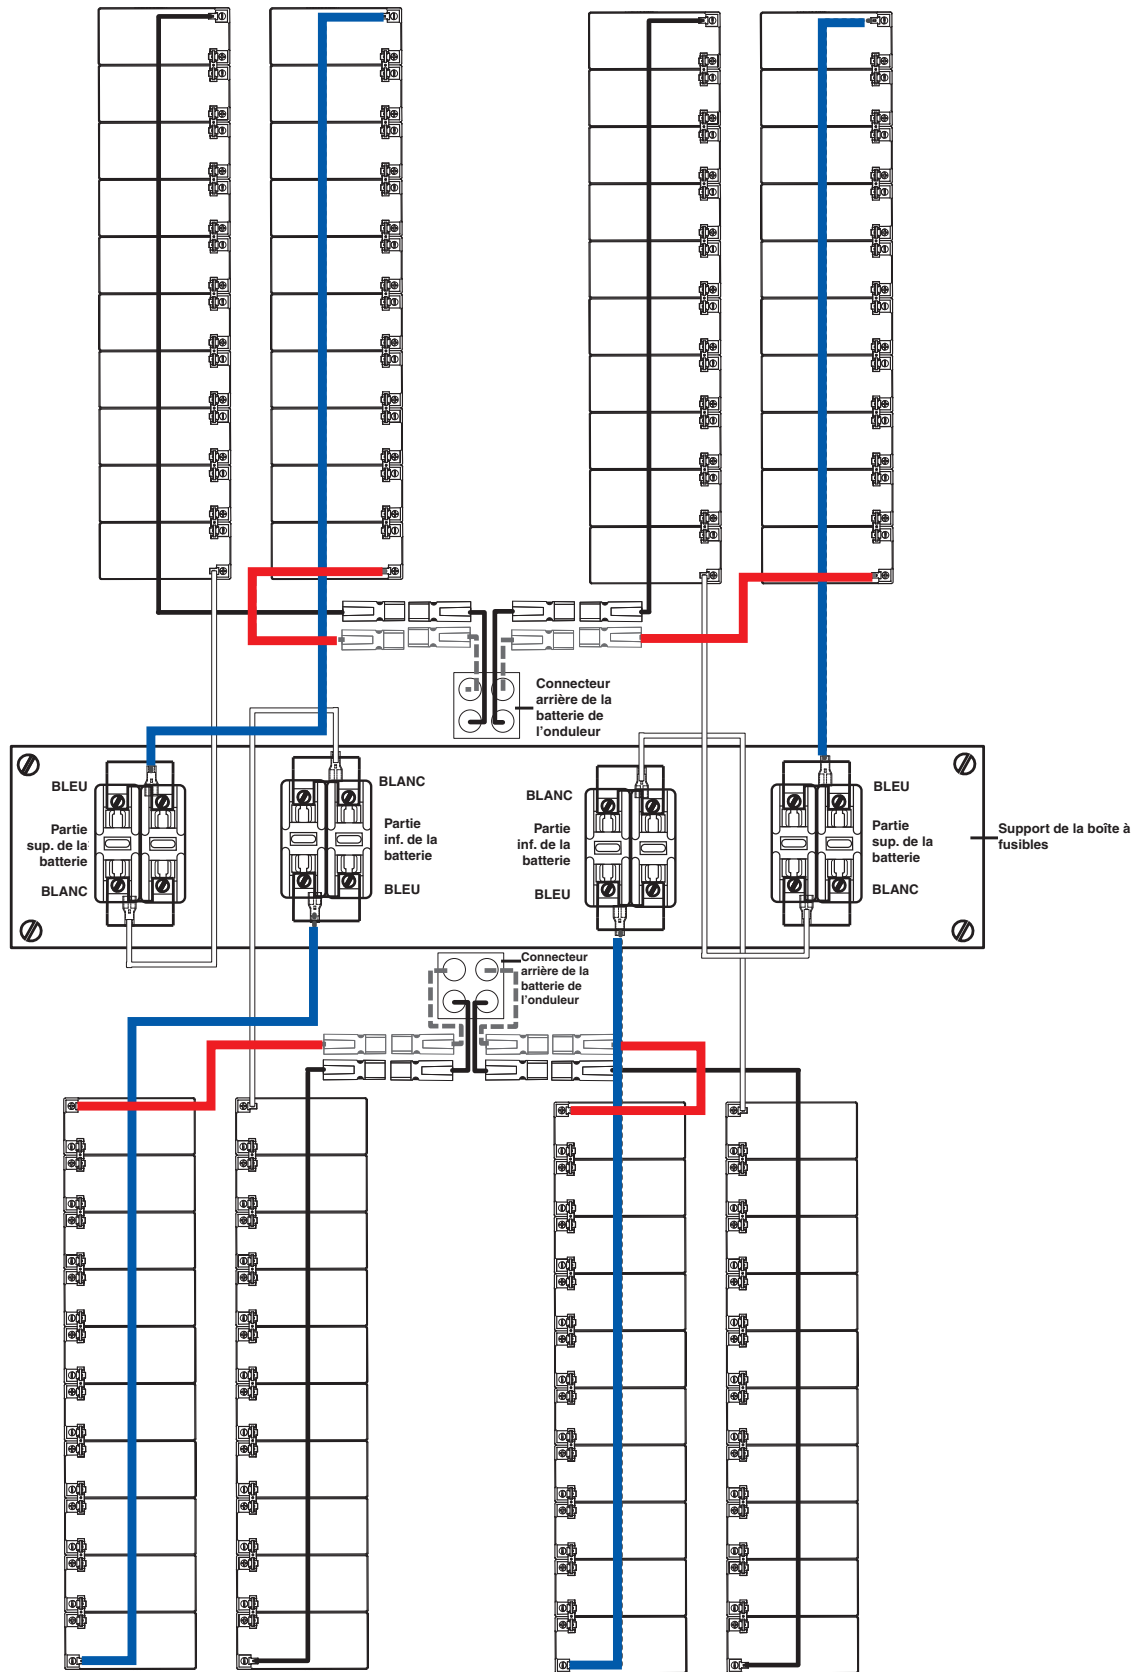 Connecteur
arrière de la
batterie de
l'onduleur
BLEU
Partie
sup. de la
batterie
BLANC
BLANC
Partie
inf. de la
batterie
BLEU
BLANC
Partie
inf. de la
batterie
BLEU
BLEU
Partie
sup. de la
batterie
BLANC
Support de la boîte à
fusibles
Connecteur
arrière de la
batterie de
l'onduleur